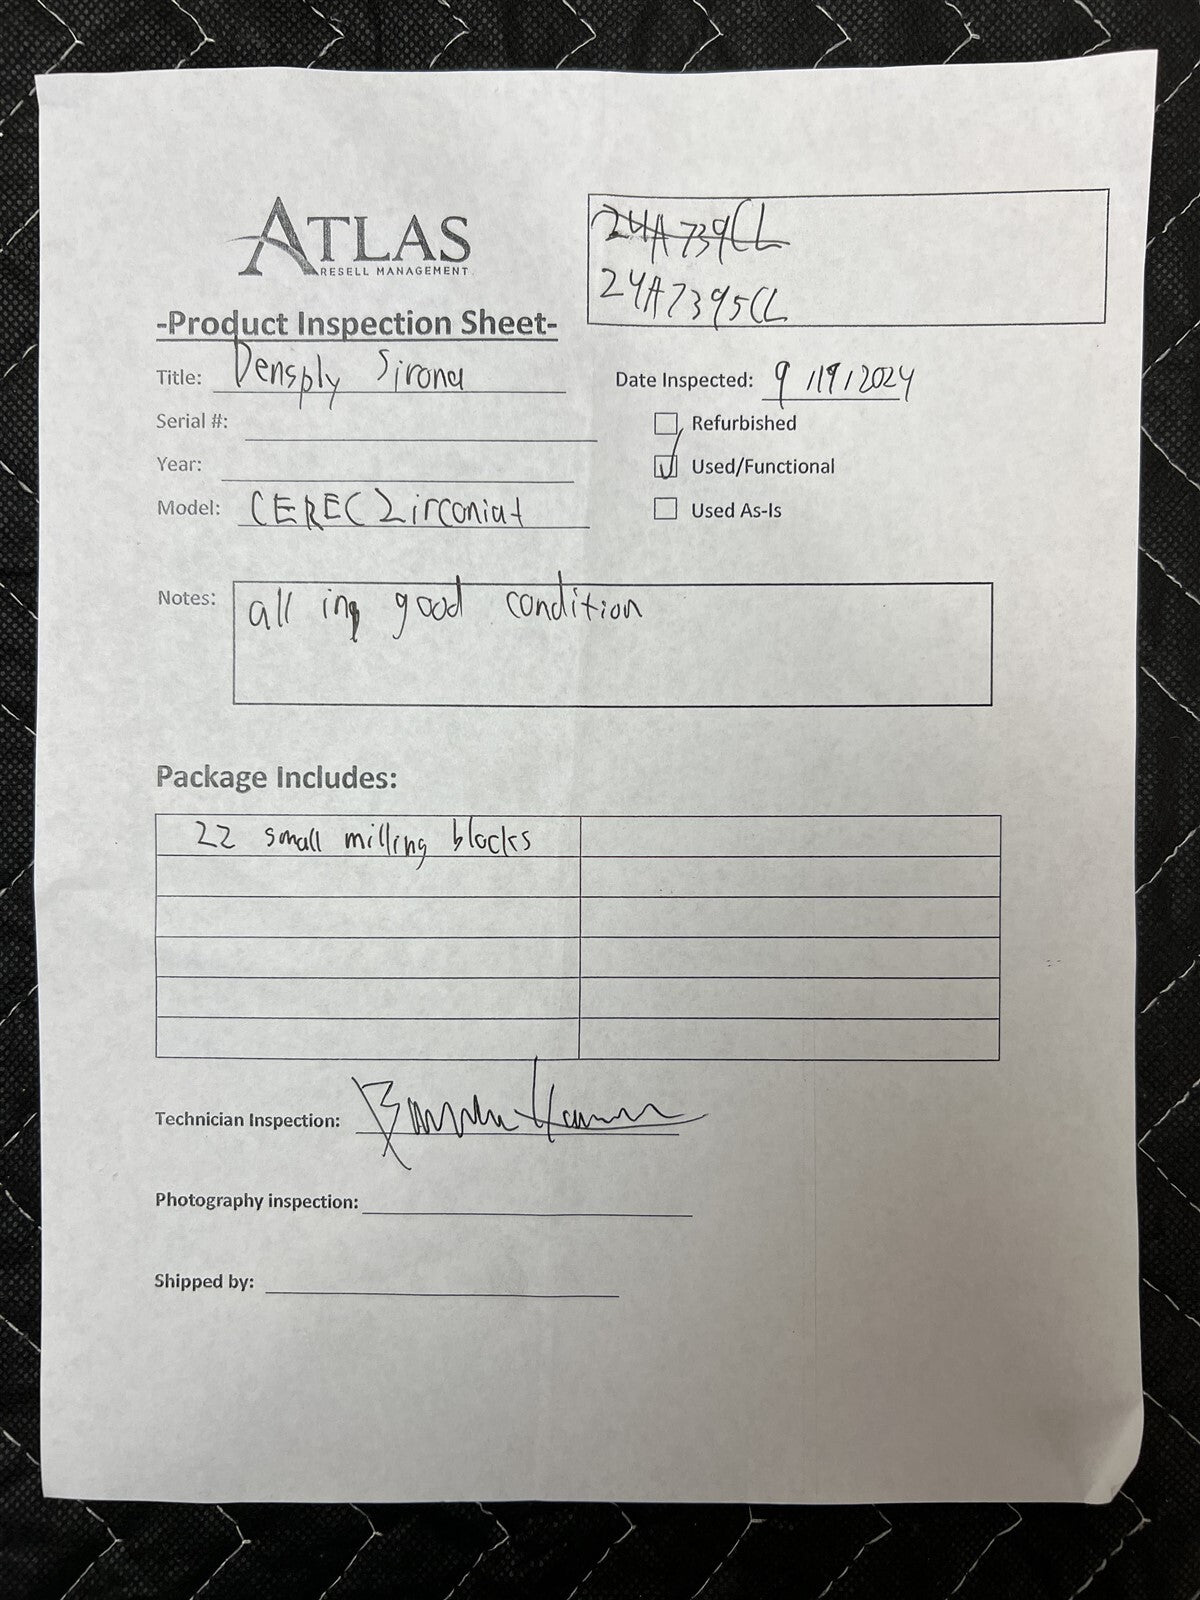 ATLAS
RESELL MANAGEMENT
24A739CL
24A7395CL
-Product Inspection Sheet-
Title: Densply Sirona
Date Inspected: 9/19/2024
Serial #:
Refurbished
Year:
Used/Functional
Model: CEREC Zirconiat
Used As-Is
Notes: all in good condition
Package Includes:
22 small milling blocks
Technician Inspection:
Photography inspection:
Shipped by: